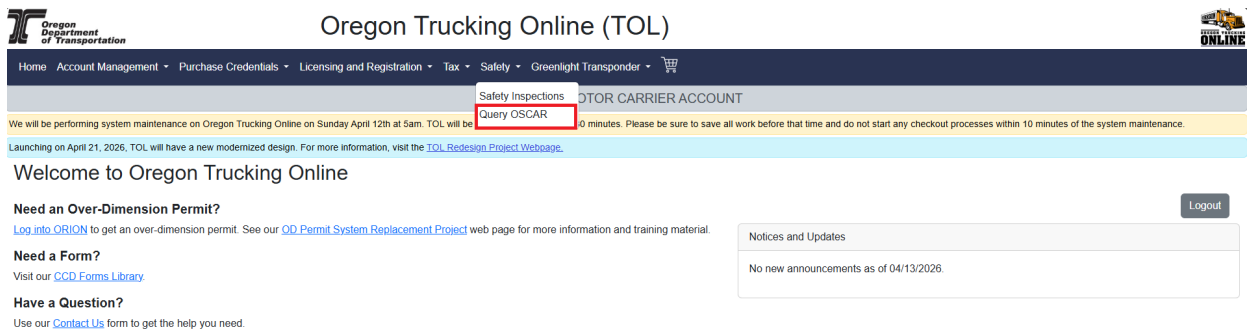 Oregon
Department
of Transportation
Oregon Trucking Online (TOL)
OREGON TRUCKING
ONLINE
Home Account Management Purchase Credentials Licensing and Registration Tax Safety Greenlight Transponder
Safety Inspections
Query OSCAR
OTOR CARRIER ACCOUNT
We will be performing system maintenance on Oregon Trucking Online on Sunday April 12th at 5am. TOL will be 0 minutes. Please be sure to save all work before that time and do not start any checkout processes within 10 minutes of the system maintenance.
Launching on April 21, 2026, TOL will have a new modernized design. For more information, visit the TOL Redesign Project Webpage.
Welcome to Oregon Trucking Online
Logout
Need an Over-Dimension Permit?
Log into ORION to get an over-dimension permit. See our OD Permit System Replacement Project web page for more information and training material.
Notices and Updates
No new announcements as of 04/13/2026.
Need a Form?
Visit our CCD Forms Library.
Have a Question?
Use our Contact Us form to get the help you need.